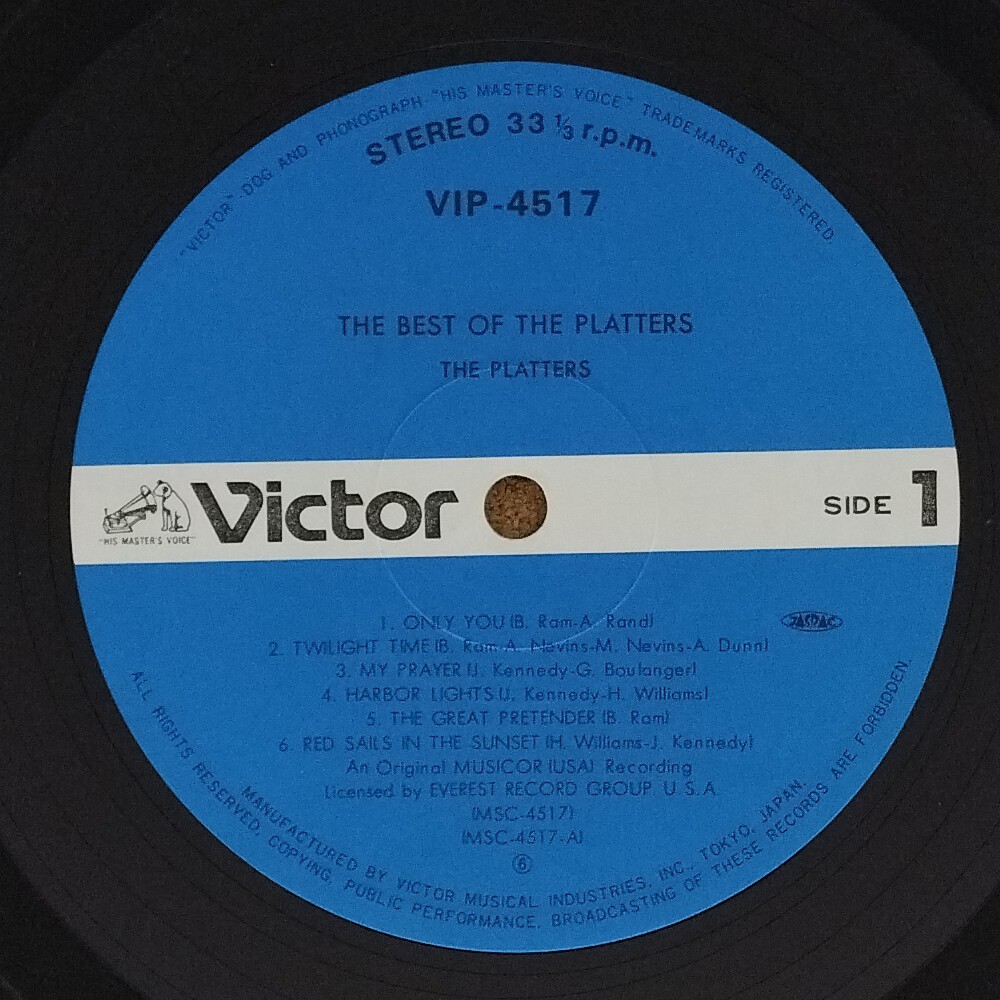 "VICTOR"-DOG AND PHONOGRAPH-"HIS MASTER'S VOICE" TRADEMARKS REGISTERED.
STEREO 33 1/3 r.p.m.
VIP-4517
THE BEST OF THE PLATTERS
THE PLATTERS
"HIS MASTER'S VOICE"
Victor
SIDE 1
1. ONLY YOU (B. Ram-A. Rand)
2. TWILIGHT TIME (B. Ram-A. Nevins-M. Nevins-A. Dunn)
3. MY PRAYER (J. Kennedy-G. Boulanger)
4. HARBOR LIGHTS (J. Kennedy-H. Williams)
5. THE GREAT PRETENDER (B. Ram)
6. RED SAILS IN THE SUNSET (H. Williams-J. Kennedy)
JASRAC
An Original MUSICOR (USA) Recording
Licensed by EVEREST RECORD GROUP, U.S.A.
(MSC-4517)
(MSC-4517-A)
⑥
MANUFACTURED BY VICTOR MUSICAL INDUSTRIES, INC., TOKYO, JAPAN.
ALL RIGHTS RESERVED. COPYING, PUBLIC PERFORMANCE, BROADCASTING OF THESE RECORDS ARE FORBIDDEN.